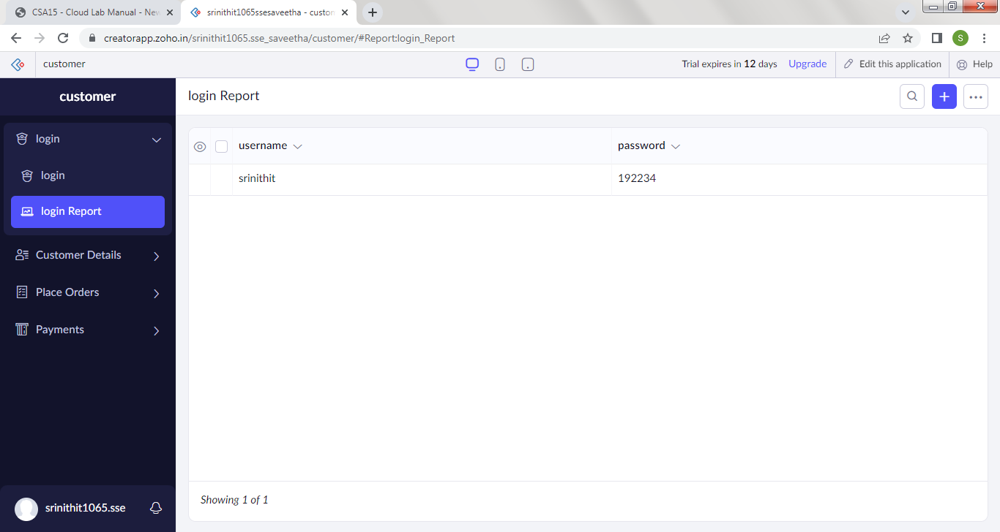 CSA15 - Cloud Lab Manual - New
srinithit1065ssesaveetha - custom
creatorapp.zoho.in/srinithit1065.sse_saveetha/customer/#Report:login_Report
S
customer
Trial expires in 12 days
Upgrade
Edit this application
Help
customer
login Report
login
login
login Report
Customer Details
Place Orders
Payments
username
password
srinithit
192234
Showing 1 of 1
srinithit1065.sse